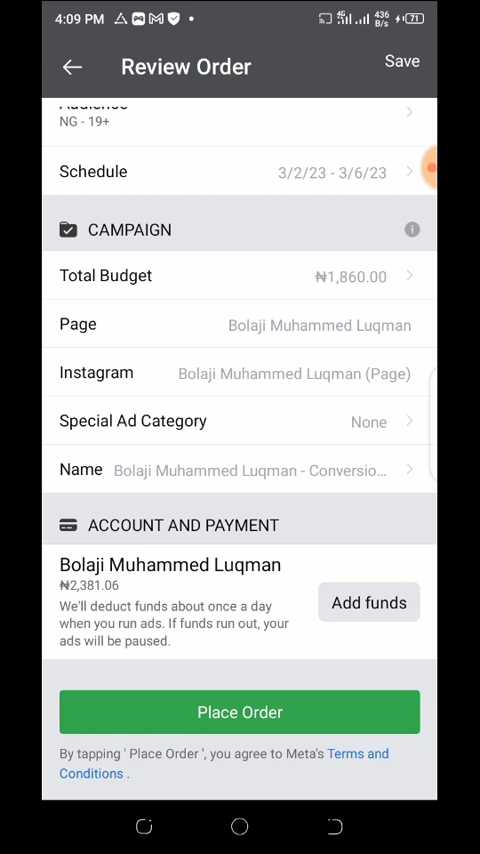 4:09 PM
4G
436
B/s
71
Review Order
Save
Audience
NG - 19+
Schedule
3/2/23 - 3/6/23
CAMPAIGN
Total Budget
₦1,860.00
Page
Bolaji Muhammed Luqman
Instagram
Bolaji Muhammed Luqman (Page)
Special Ad Category
None
Name
Bolaji Muhammed Luqman - Conversio...
ACCOUNT AND PAYMENT
Bolaji Muhammed Luqman
₦2,381.06
We'll deduct funds about once a day
when you run ads. If funds run out, your
ads will be paused.
Add funds
Place Order
By tapping ' Place Order ', you agree to Meta's Terms and
Conditions .